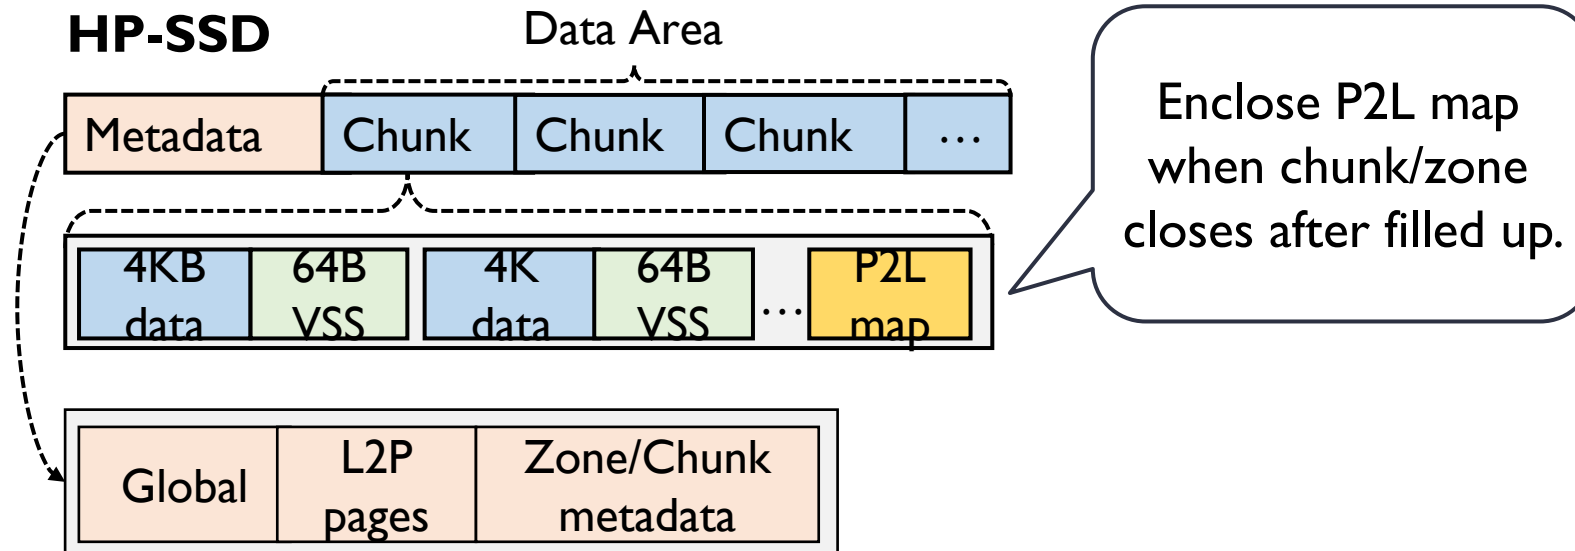 HP-SSD
Data Area
Metadata
Chunk
Chunk
Chunk
...
Enclose P2L map
when chunk/zone
closes after filled up.
4KB
data
64B
VSS
4K
data
64B
VSS
...
P2L
map
Global
L2P
pages
Zone/Chunk
metadata